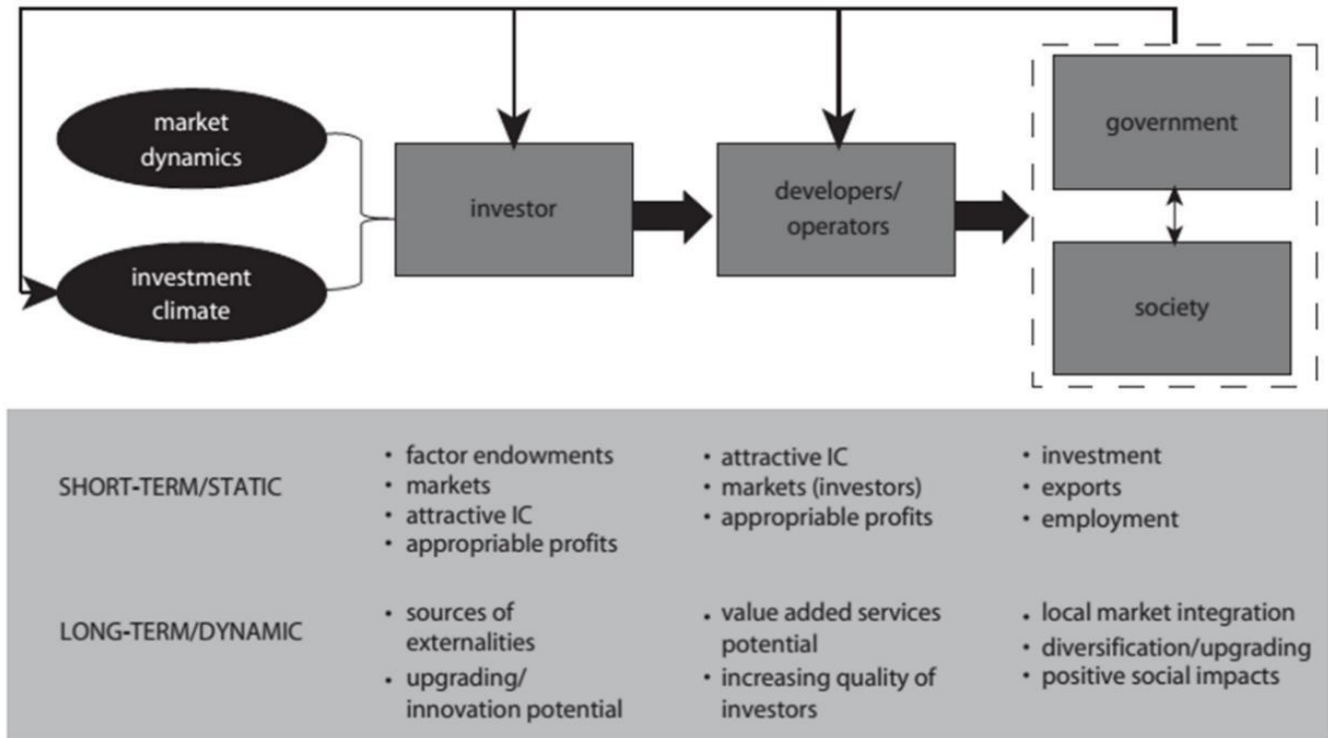 market
dynamics
investment
climate
investor
developers/
operators
government
society
SHORT-TERM/STATIC
• factor endowments
• markets
• attractive IC
• appropriable profits
• attractive IC
• markets (investors)
• appropriable profits
• investment
• exports
• employment
LONG-TERM/DYNAMIC
• sources of
externalities
• upgrading/
innovation potential
• value added services
potential
• increasing quality of
investors
• local market integration
• diversification/upgrading
• positive social impacts